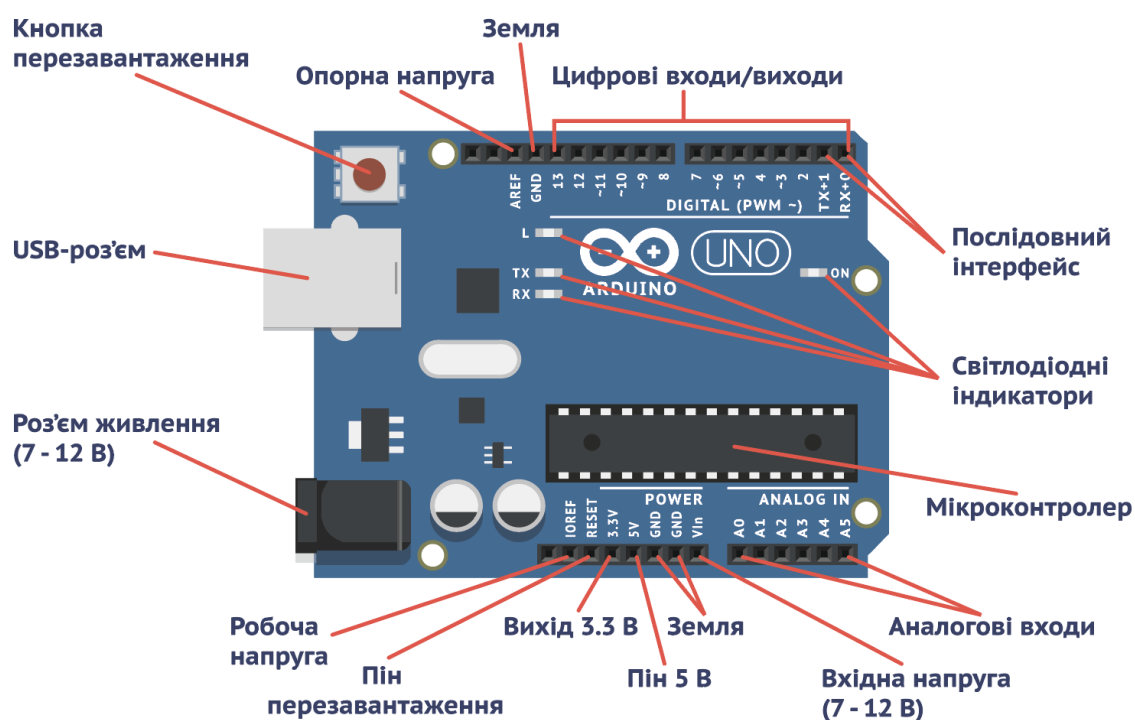 Кнопка
перезавантаження
Земля
Опорна напруга
Цифрові входи/виходи
AREF
GND
13
12
~11
~10
~9
8
7
~6
~5
4
~3
2
TX+1
RX+0
DIGITAL (PWM ~)
L
TX
RX
ARDUINO
UNO
ON
USB-роз’єм
Послідовний
інтерфейс
Світлодіодні
індикатори
Роз’єм живлення
(7 - 12 В)
Мікроконтролер
POWER
ANALOG IN
IOREF
RESET
3.3V
5V
GND
GND
VIn
A0
A1
A2
A3
A4
A5
Робоча
напруга
Вихід 3.3 В
Земля
Аналогові входи
Пін
перезавантаження
Пін 5 В
Вхідна напруга
(7 - 12 В)